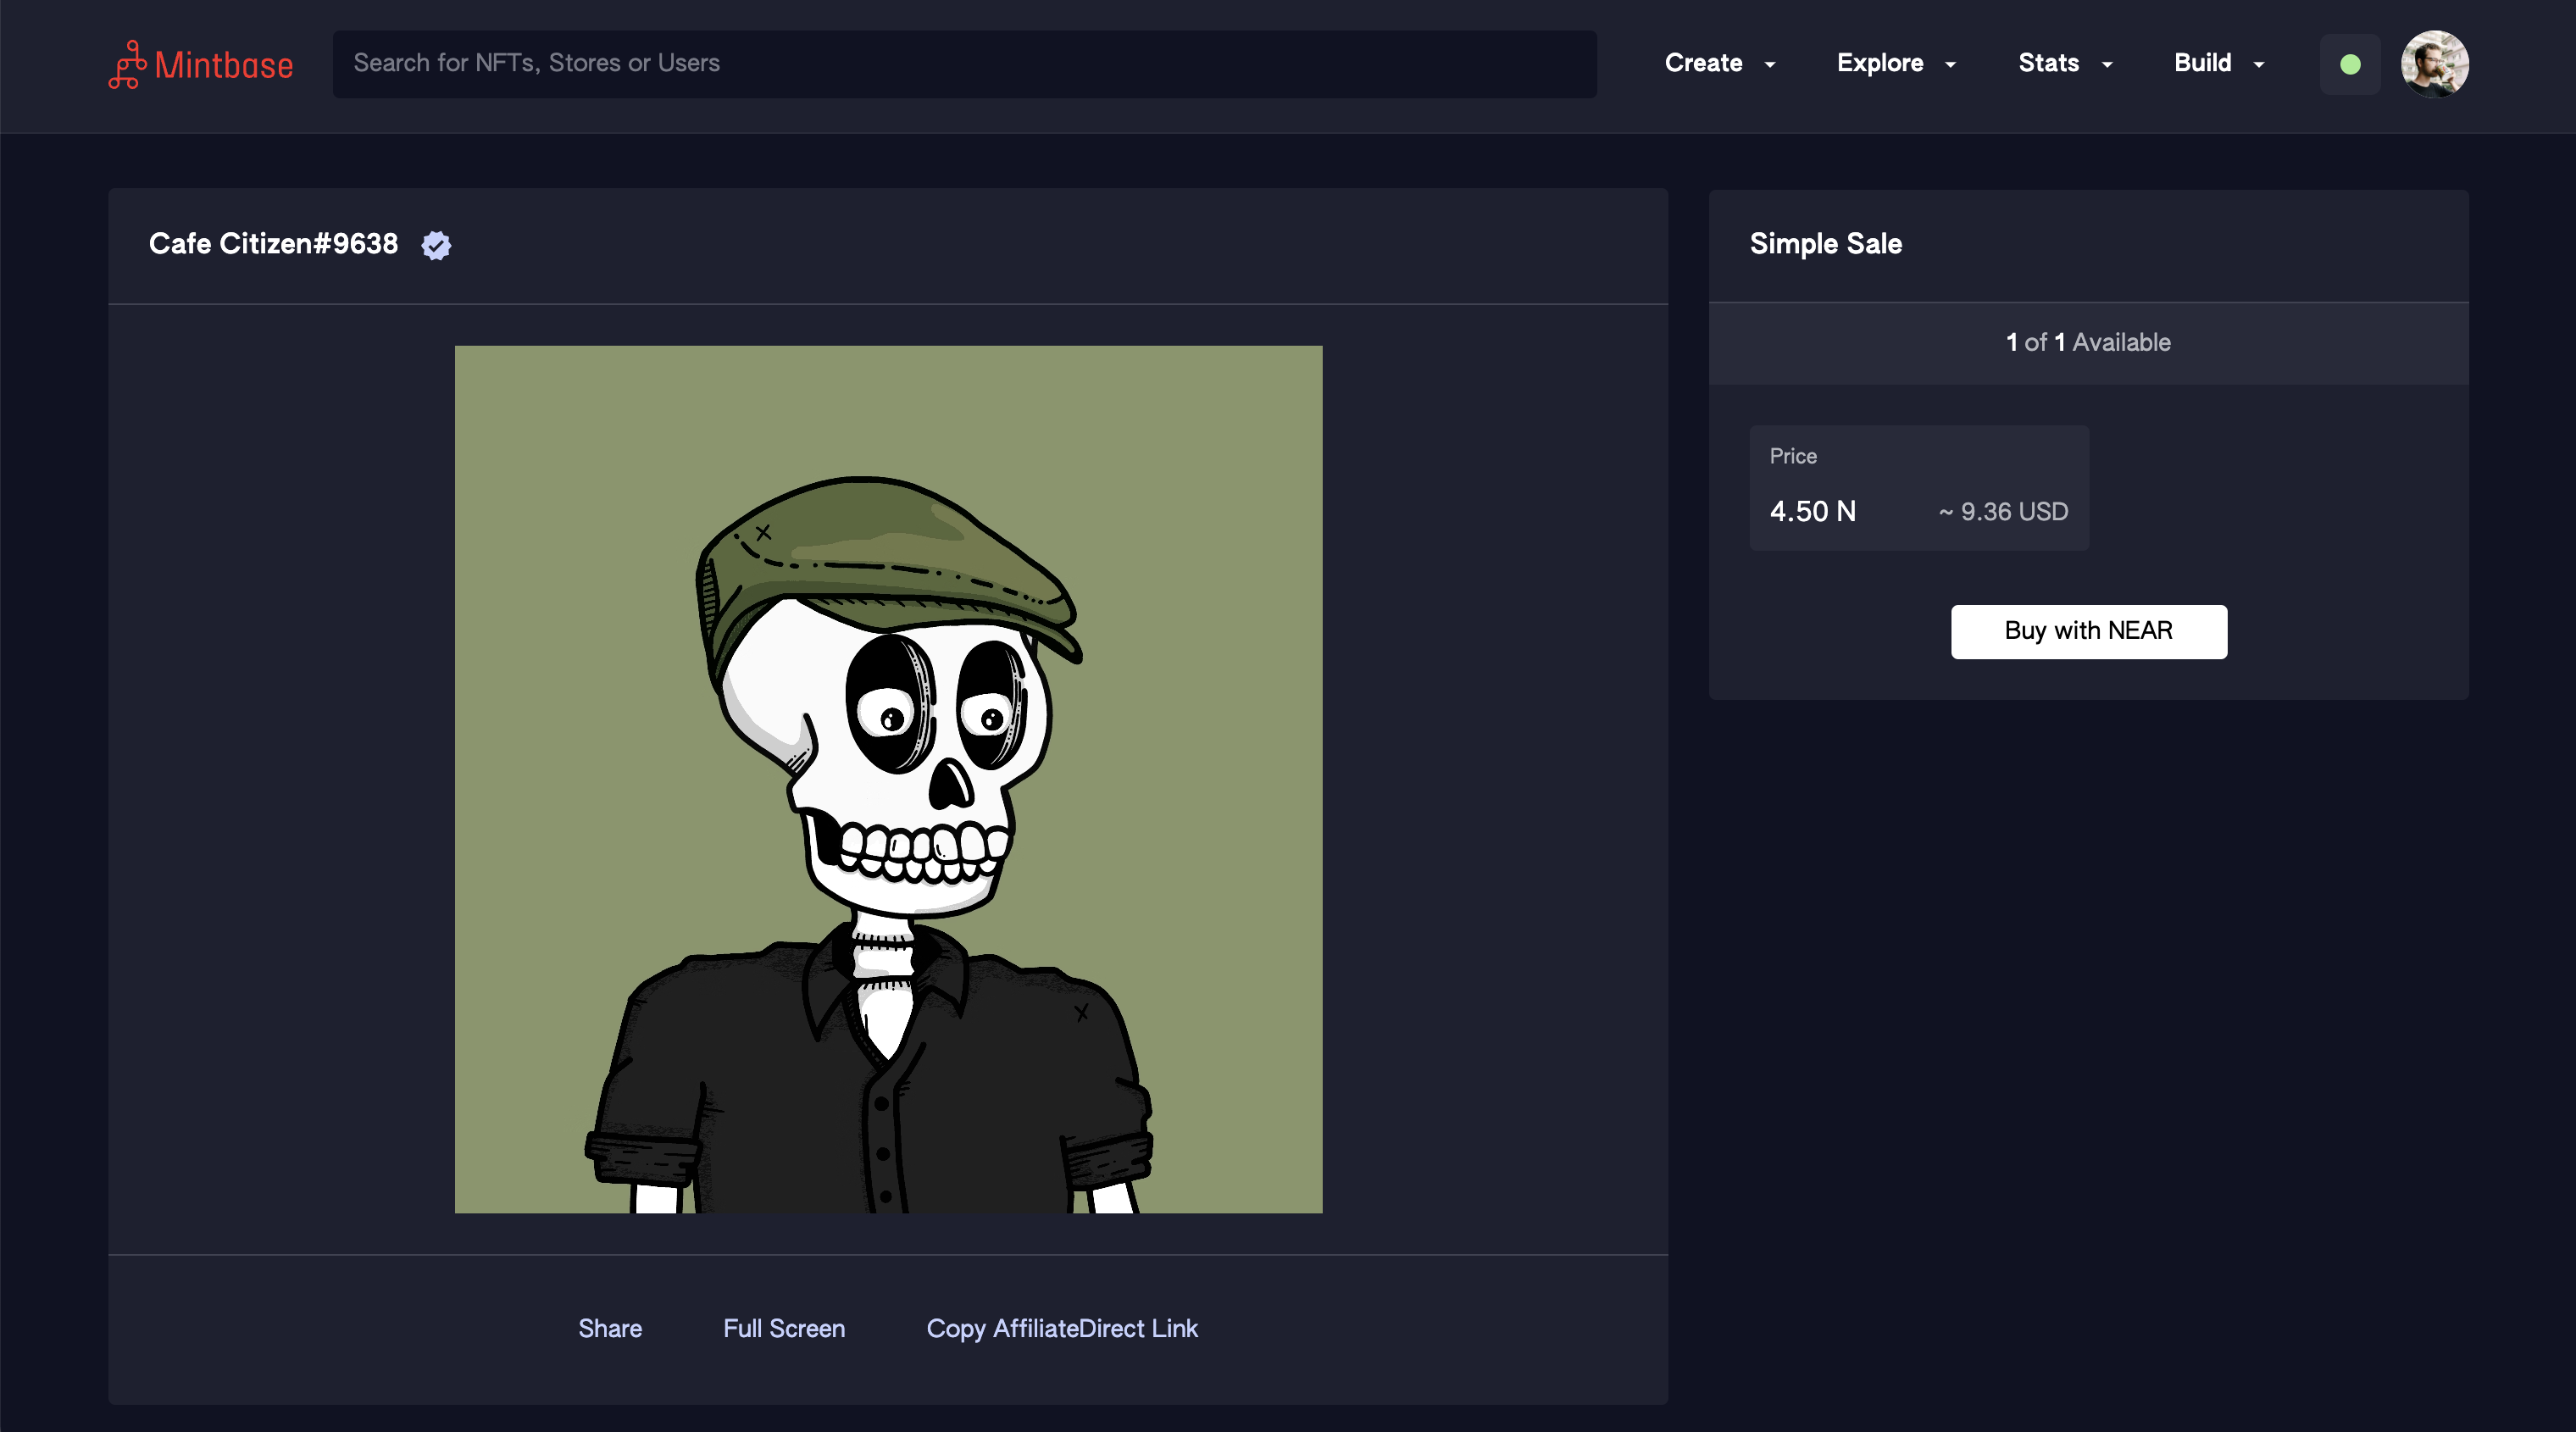 Mintbase
Search for NFTs, Stores or Users
Create
Explore
Stats
Build
Cafe Citizen#9638
Simple Sale
1 of 1 Available
Price
4.50 N
~ 9.36 USD
Buy with NEAR
Share
Full Screen
Copy AffiliateDirect Link